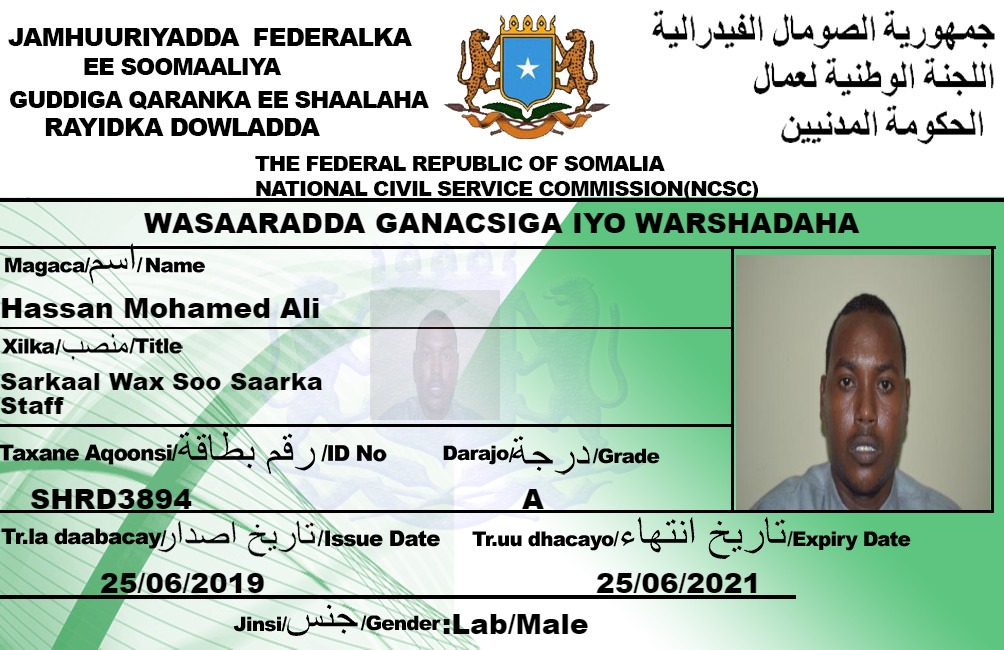 JAMHUURIYADDA FEDERALKA
EE SOOMAALIYA
GUDDIGA QARANKA EE SHAALAHA
RAYIDKA DOWLADDA
جمهورية الصومال الفيدرالية
اللجنة الوطنية لعمال
الحكومة المدنيين
THE FEDERAL REPUBLIC OF SOMALIA
NATIONAL CIVIL SERVICE COMMISSION(NCSC)
WASAARADDA GANACSIGA IYO WARSHADAHA
Magaca/اسم/Name
Hassan Mohamed Ali
Xilka/منصب/Title
Sarkaal Wax Soo Saarka
Staff
Taxane Aqoonsi/رقم بطاقة/ID No
SHRD3894
Darajo/درجة/Grade
A
Tr.la daabacay/تاريخ اصدار/Issue Date
25/06/2019
Tr.uu dhacayo/تاريخ انتهاء/Expiry Date
25/06/2021
Jinsi/جنس/Gender:Lab/Male